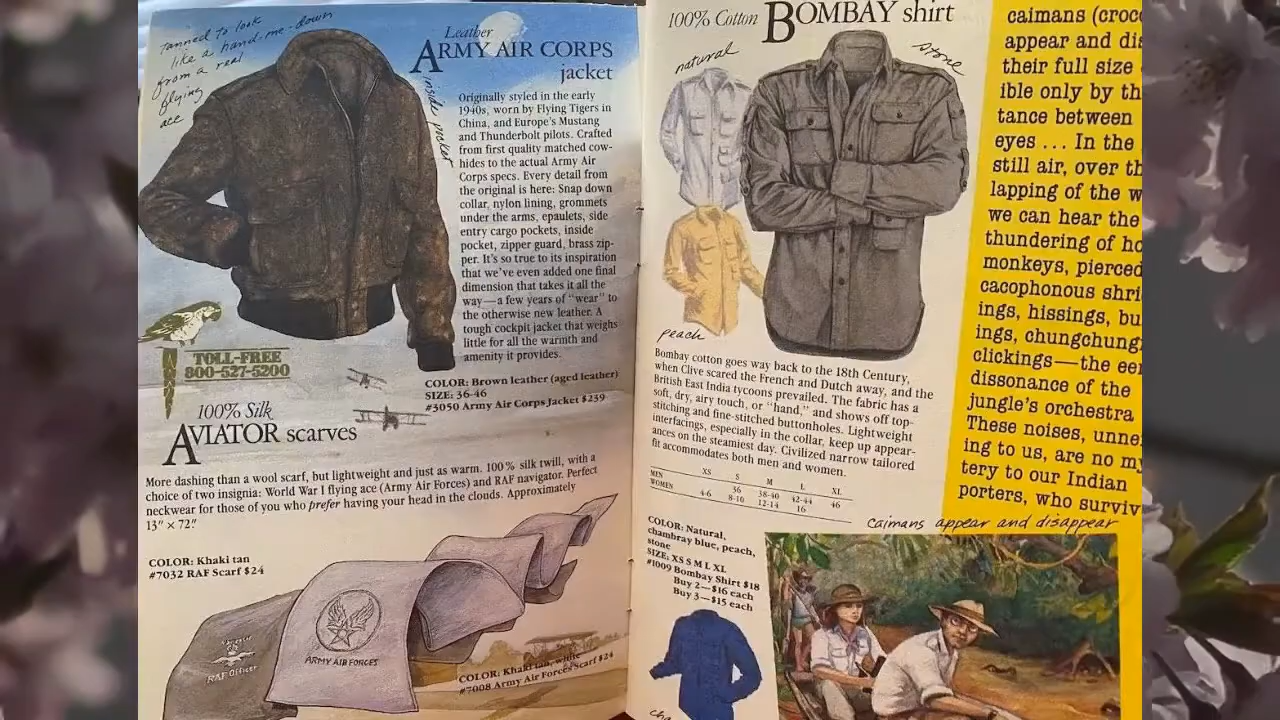 tanned to look
like a hand-me-down
from a real
flying
ace
Leather
ARMY AIR CORPS
jacket
inside pocket
Originally styled in the early
1940s, worn by Flying Tigers in
China, and Europe's Mustang
and Thunderbolt pilots. Crafted
from first quality matched cow-
hides to the actual Army Air
Corps specs. Every detail from
the original is here: Snap down
collar, nylon lining, grommets
under the arms, epaulets, side
entry cargo pockets, inside
pocket, zipper guard, brass zip-
per. It's so true to its inspiration
that we've even added one final
dimension that takes it all the
way—a few years of "wear" to
the otherwise new leather. A
tough cockpit jacket that weighs
little for all the warmth and
amenity it provides.
COLOR: Brown leather (aged leather)
SIZE: 36-46
#3050 Army Air Corps Jacket $239
TOLL-FREE
800-527-5200
100% Silk
AVIATOR scarves
More dashing than a wool scarf, but lightweight and just as warm. 100% silk twill, with a
choice of two insignia: World War I flying ace (Army Air Forces) and RAF navigator. Perfect
neckwear for those of you who prefer having your head in the clouds. Approximately
13" × 72"
COLOR: Khaki tan
#7032 RAF Scarf $24
RAF Officer
ARMY AIR FORCES
COLOR: Khaki tan, white
#7008 Army Air Forces Scarf $24
100% Cotton BOMBAY shirt
natural
stone
peach
Bombay cotton goes way back to the 18th Century,
when Clive scared the French and Dutch away, and the
British East India tycoons prevailed. The fabric has a
soft, dry, airy touch, or "hand," and shows off top-
stitching and fine-stitched buttonholes. Lightweight
interfacings, especially in the collar, keep up appear-
ances on the steamiest day. Civilized narrow tailored
fit accommodates both men and women.
XS S M L XL
MEN 36 38-40 42-44 46
WOMEN 4-6 8-10 12-14 16
COLOR: Natural,
chambray blue, peach,
stone
SIZE: XS S M L XL
#1009 Bombay Shirt $18
Buy 2—$16 each
Buy 3—$15 each
cha
caimans (croc
appear and dis
their full size
ible only by th
tance between
eyes ... In the
still air, over th
lapping of the w
we can hear the
thundering of ho
monkeys, pierced
cacophonous shri
ings, hissings, bu
ings, chungchung
clickings—the eer
dissonance of the
jungle's orchestra
These noises, unne
ing to us, are no my
tery to our Indian
porters, who surviv
caimans appear and disappear